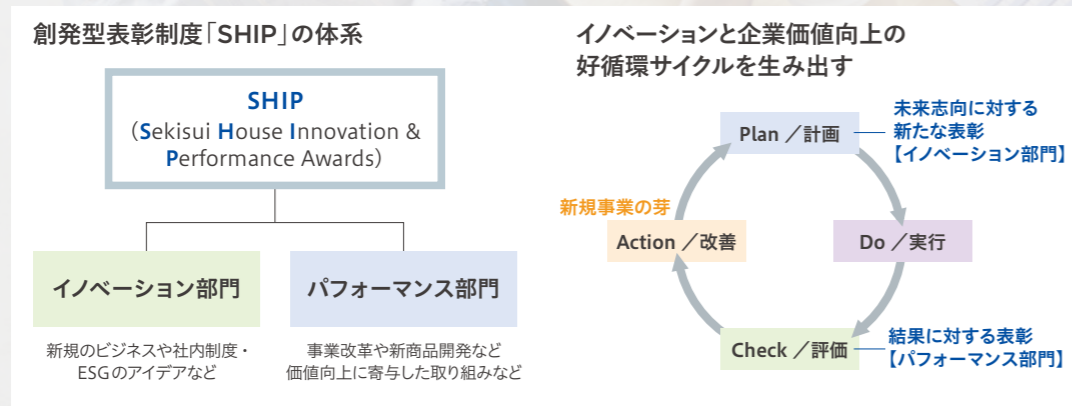 創発型表彰制度「SHIP」の体系
SHIP
（Sekisui House Innovation &
Performance Awards）
イノベーション部門
新規のビジネスや社内制度・
ESGのアイデアなど
パフォーマンス部門
事業改革や新商品開発など
価値向上に寄与した取り組みなど
イノベーションと企業価値向上の
好循環サイクルを生み出す
Plan ／計画
未来志向に対する
新たな表彰
【イノベーション部門】
Do ／実行
Check ／評価
結果に対する表彰
【パフォーマンス部門】
新規事業の芽
Action ／改善